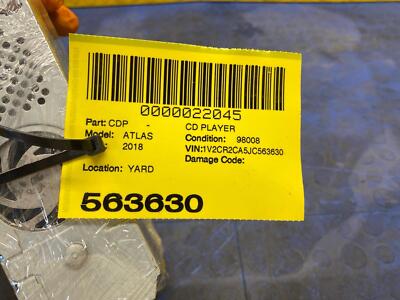 0000022045
Part: CDP - CD PLAYER
Model: ATLAS Condition: 98008
: 2018 VIN:1V2CR2CA5JC563630
Damage Code:
Location: YARD
563630